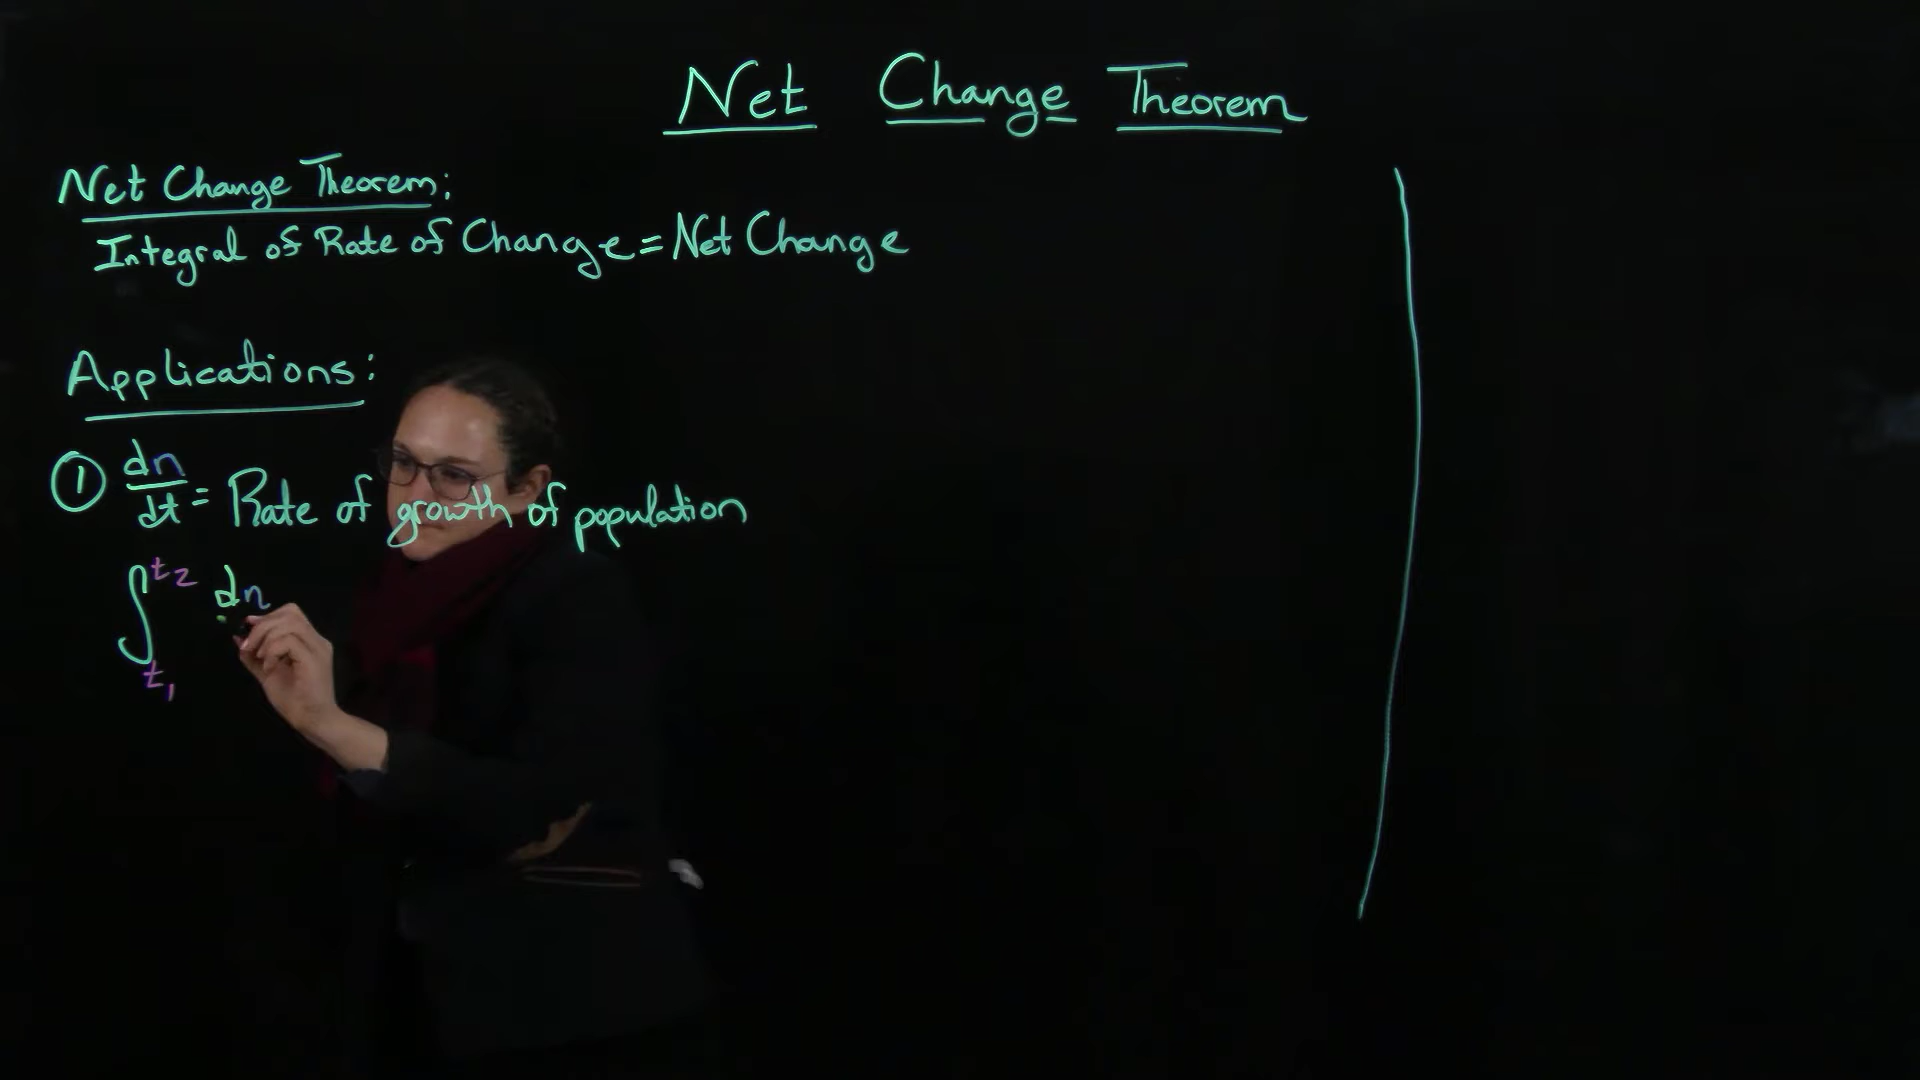 Net Change Theorem
Net Change Theorem:
Integral of Rate of Change = Net Change
Applications:
① dn/dt = Rate of growth of population
∫_{t₁}^{t₂} dn